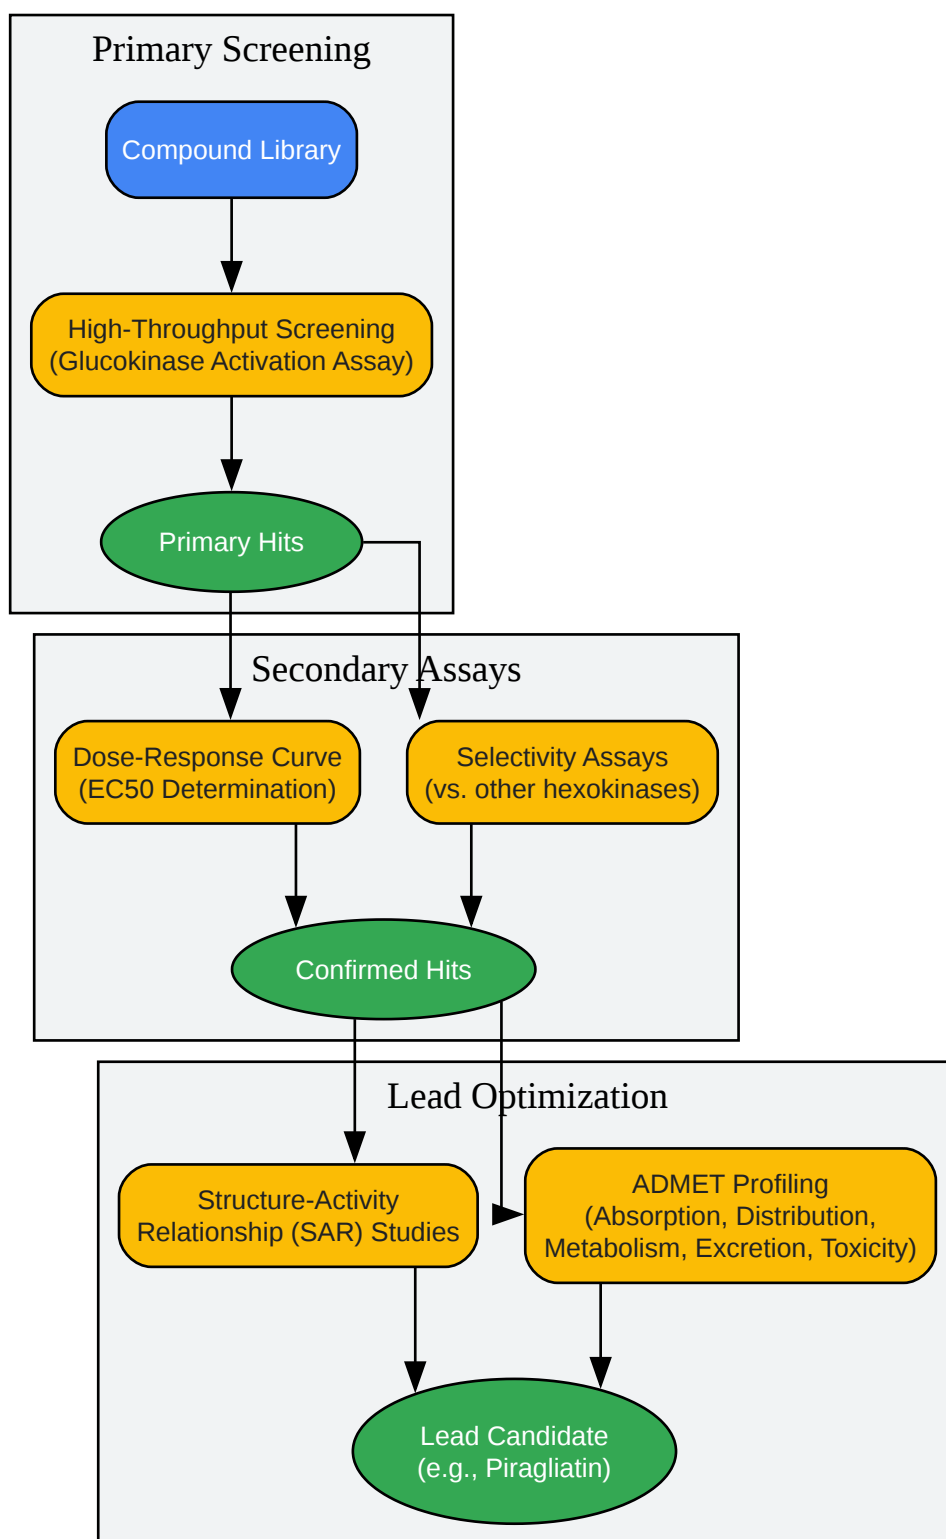 Primary Screening
Compound Library
High-Throughput Screening
(Glucokinase Activation Assay)
Primary Hits
Secondary Assays
Dose-Response Curve
(EC50 Determination)
Selectivity Assays
(vs. other hexokinases)
Confirmed Hits
Lead Optimization
Structure-Activity
Relationship (SAR) Studies
ADMET Profiling
(Absorption, Distribution,
Metabolism, Excretion, Toxicity)
Lead Candidate
(e.g., Piragliatin)